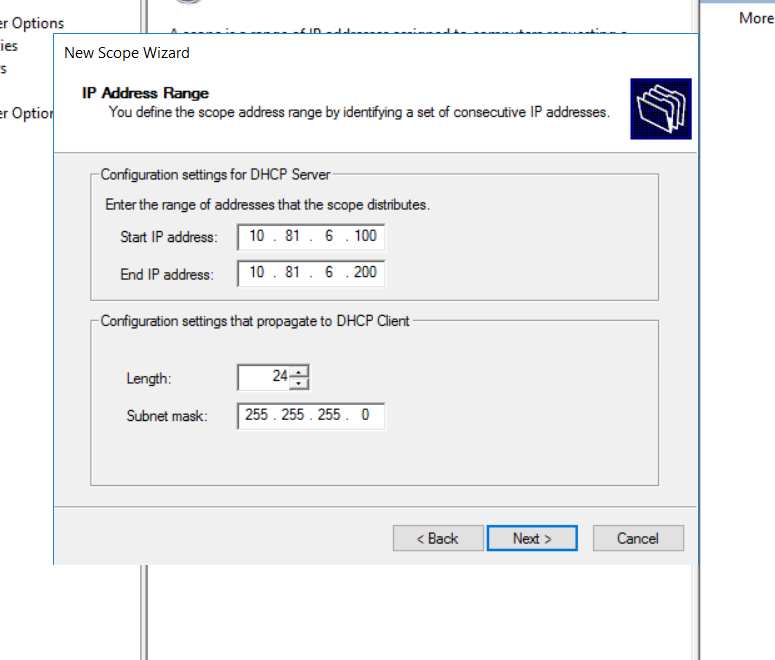 er Options
ies
s
er Option
More
New Scope Wizard
IP Address Range
You define the scope address range by identifying a set of consecutive IP addresses.
Configuration settings for DHCP Server
Enter the range of addresses that the scope distributes.
Start IP address: 10 . 81 . 6 . 100
End IP address: 10 . 81 . 6 . 200
Configuration settings that propagate to DHCP Client
Length: 24
Subnet mask: 255 . 255 . 255 . 0
< Back Next > Cancel